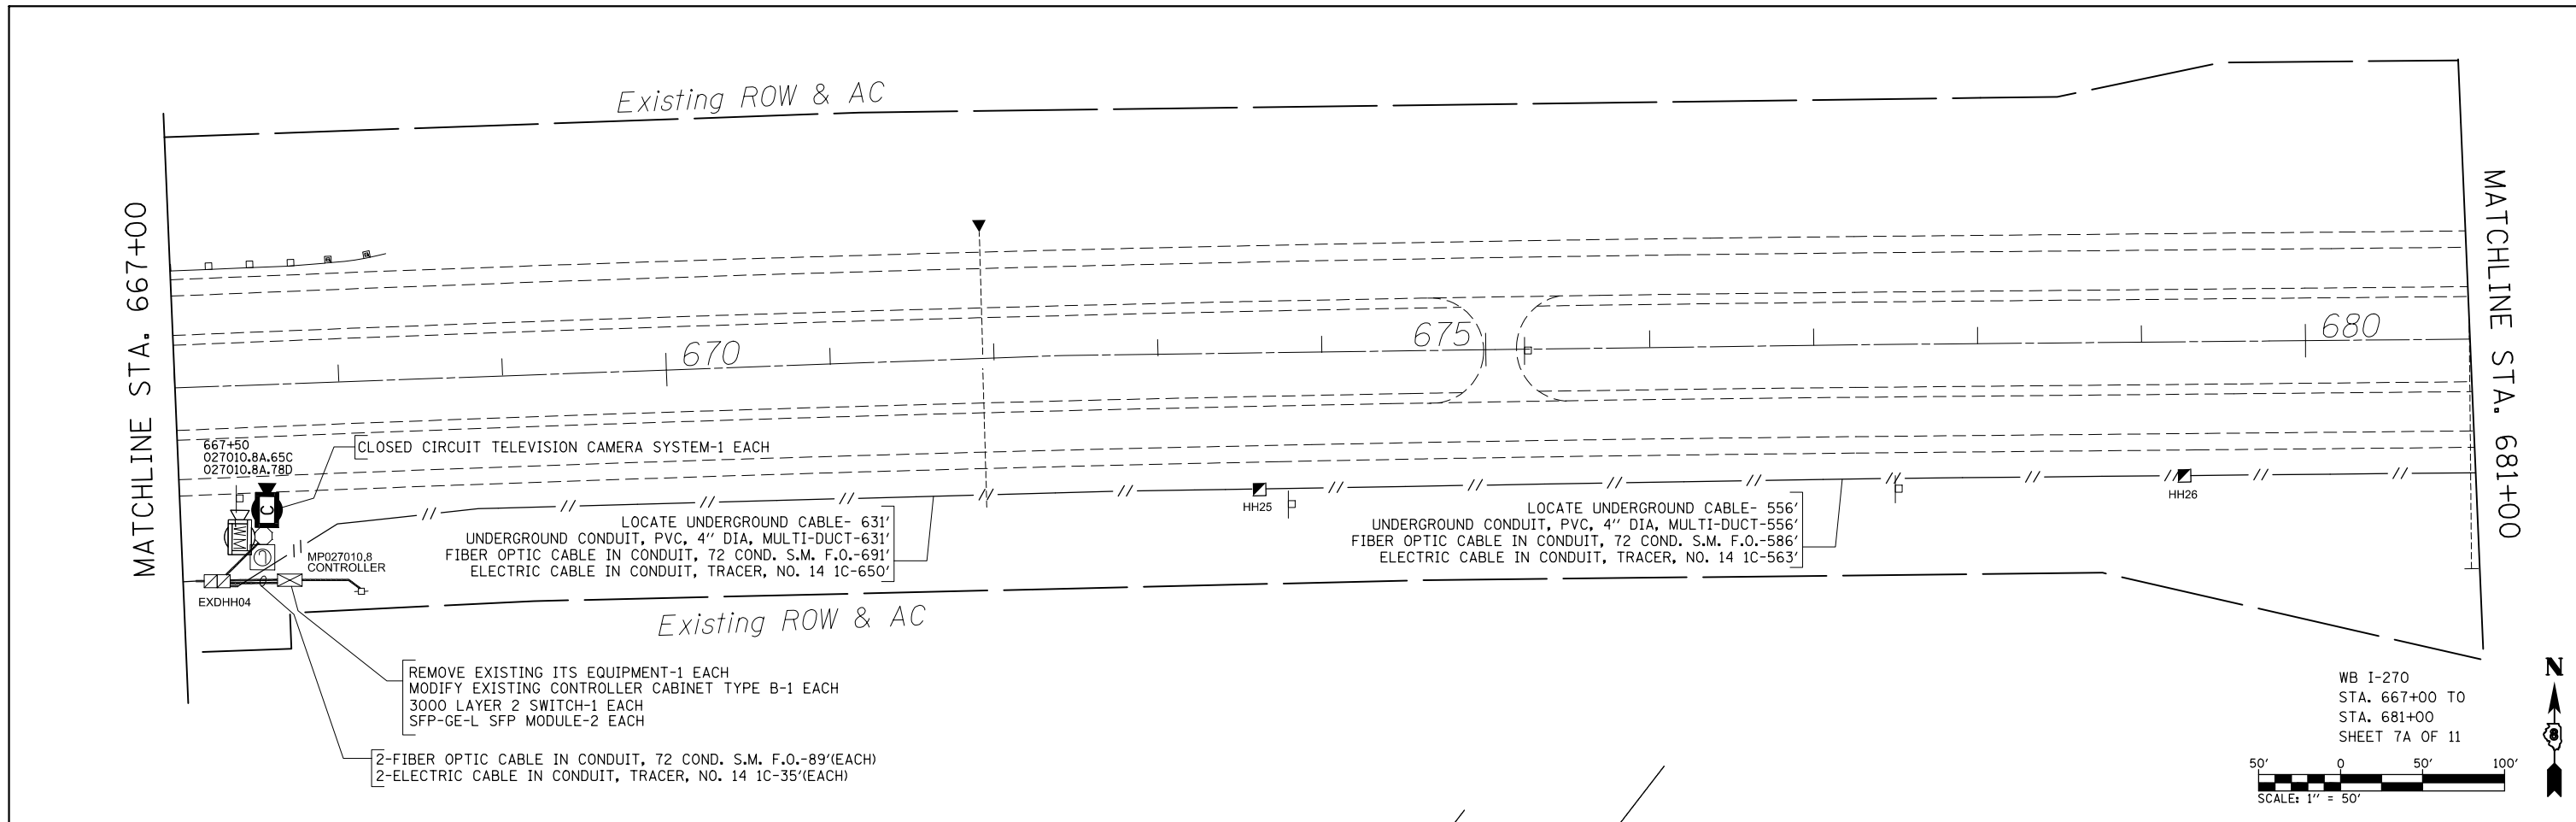 Existing ROW & AC
MATCHLINE STA. 667+00
MATCHLINE STA. 681+00
670
675
680
667+50
027010.8A.65C
027010.8A.78D
CLOSED CIRCUIT TELEVISION CAMERA SYSTEM-1 EACH
C
MP027010.8
CONTROLLER
EXDHH04
LOCATE UNDERGROUND CABLE- 631'
UNDERGROUND CONDUIT, PVC, 4" DIA, MULTI-DUCT-631'
FIBER OPTIC CABLE IN CONDUIT, 72 COND. S.M. F.O.-691'
ELECTRIC CABLE IN CONDUIT, TRACER, NO. 14 1C-650'
HH25
LOCATE UNDERGROUND CABLE- 556'
UNDERGROUND CONDUIT, PVC, 4" DIA, MULTI-DUCT-556'
FIBER OPTIC CABLE IN CONDUIT, 72 COND. S.M. F.O.-586'
ELECTRIC CABLE IN CONDUIT, TRACER, NO. 14 1C-563'
HH26
Existing ROW & AC
REMOVE EXISTING ITS EQUIPMENT-1 EACH
MODIFY EXISTING CONTROLLER CABINET TYPE B-1 EACH
3000 LAYER 2 SWITCH-1 EACH
SFP-GE-L SFP MODULE-2 EACH
2-FIBER OPTIC CABLE IN CONDUIT, 72 COND. S.M. F.O.-89'(EACH)
2-ELECTRIC CABLE IN CONDUIT, TRACER, NO. 14 1C-35'(EACH)
WB I-270
STA. 667+00 TO
STA. 681+00
SHEET 7A OF 11
N
8
50' 0 50' 100'
SCALE: 1" = 50'